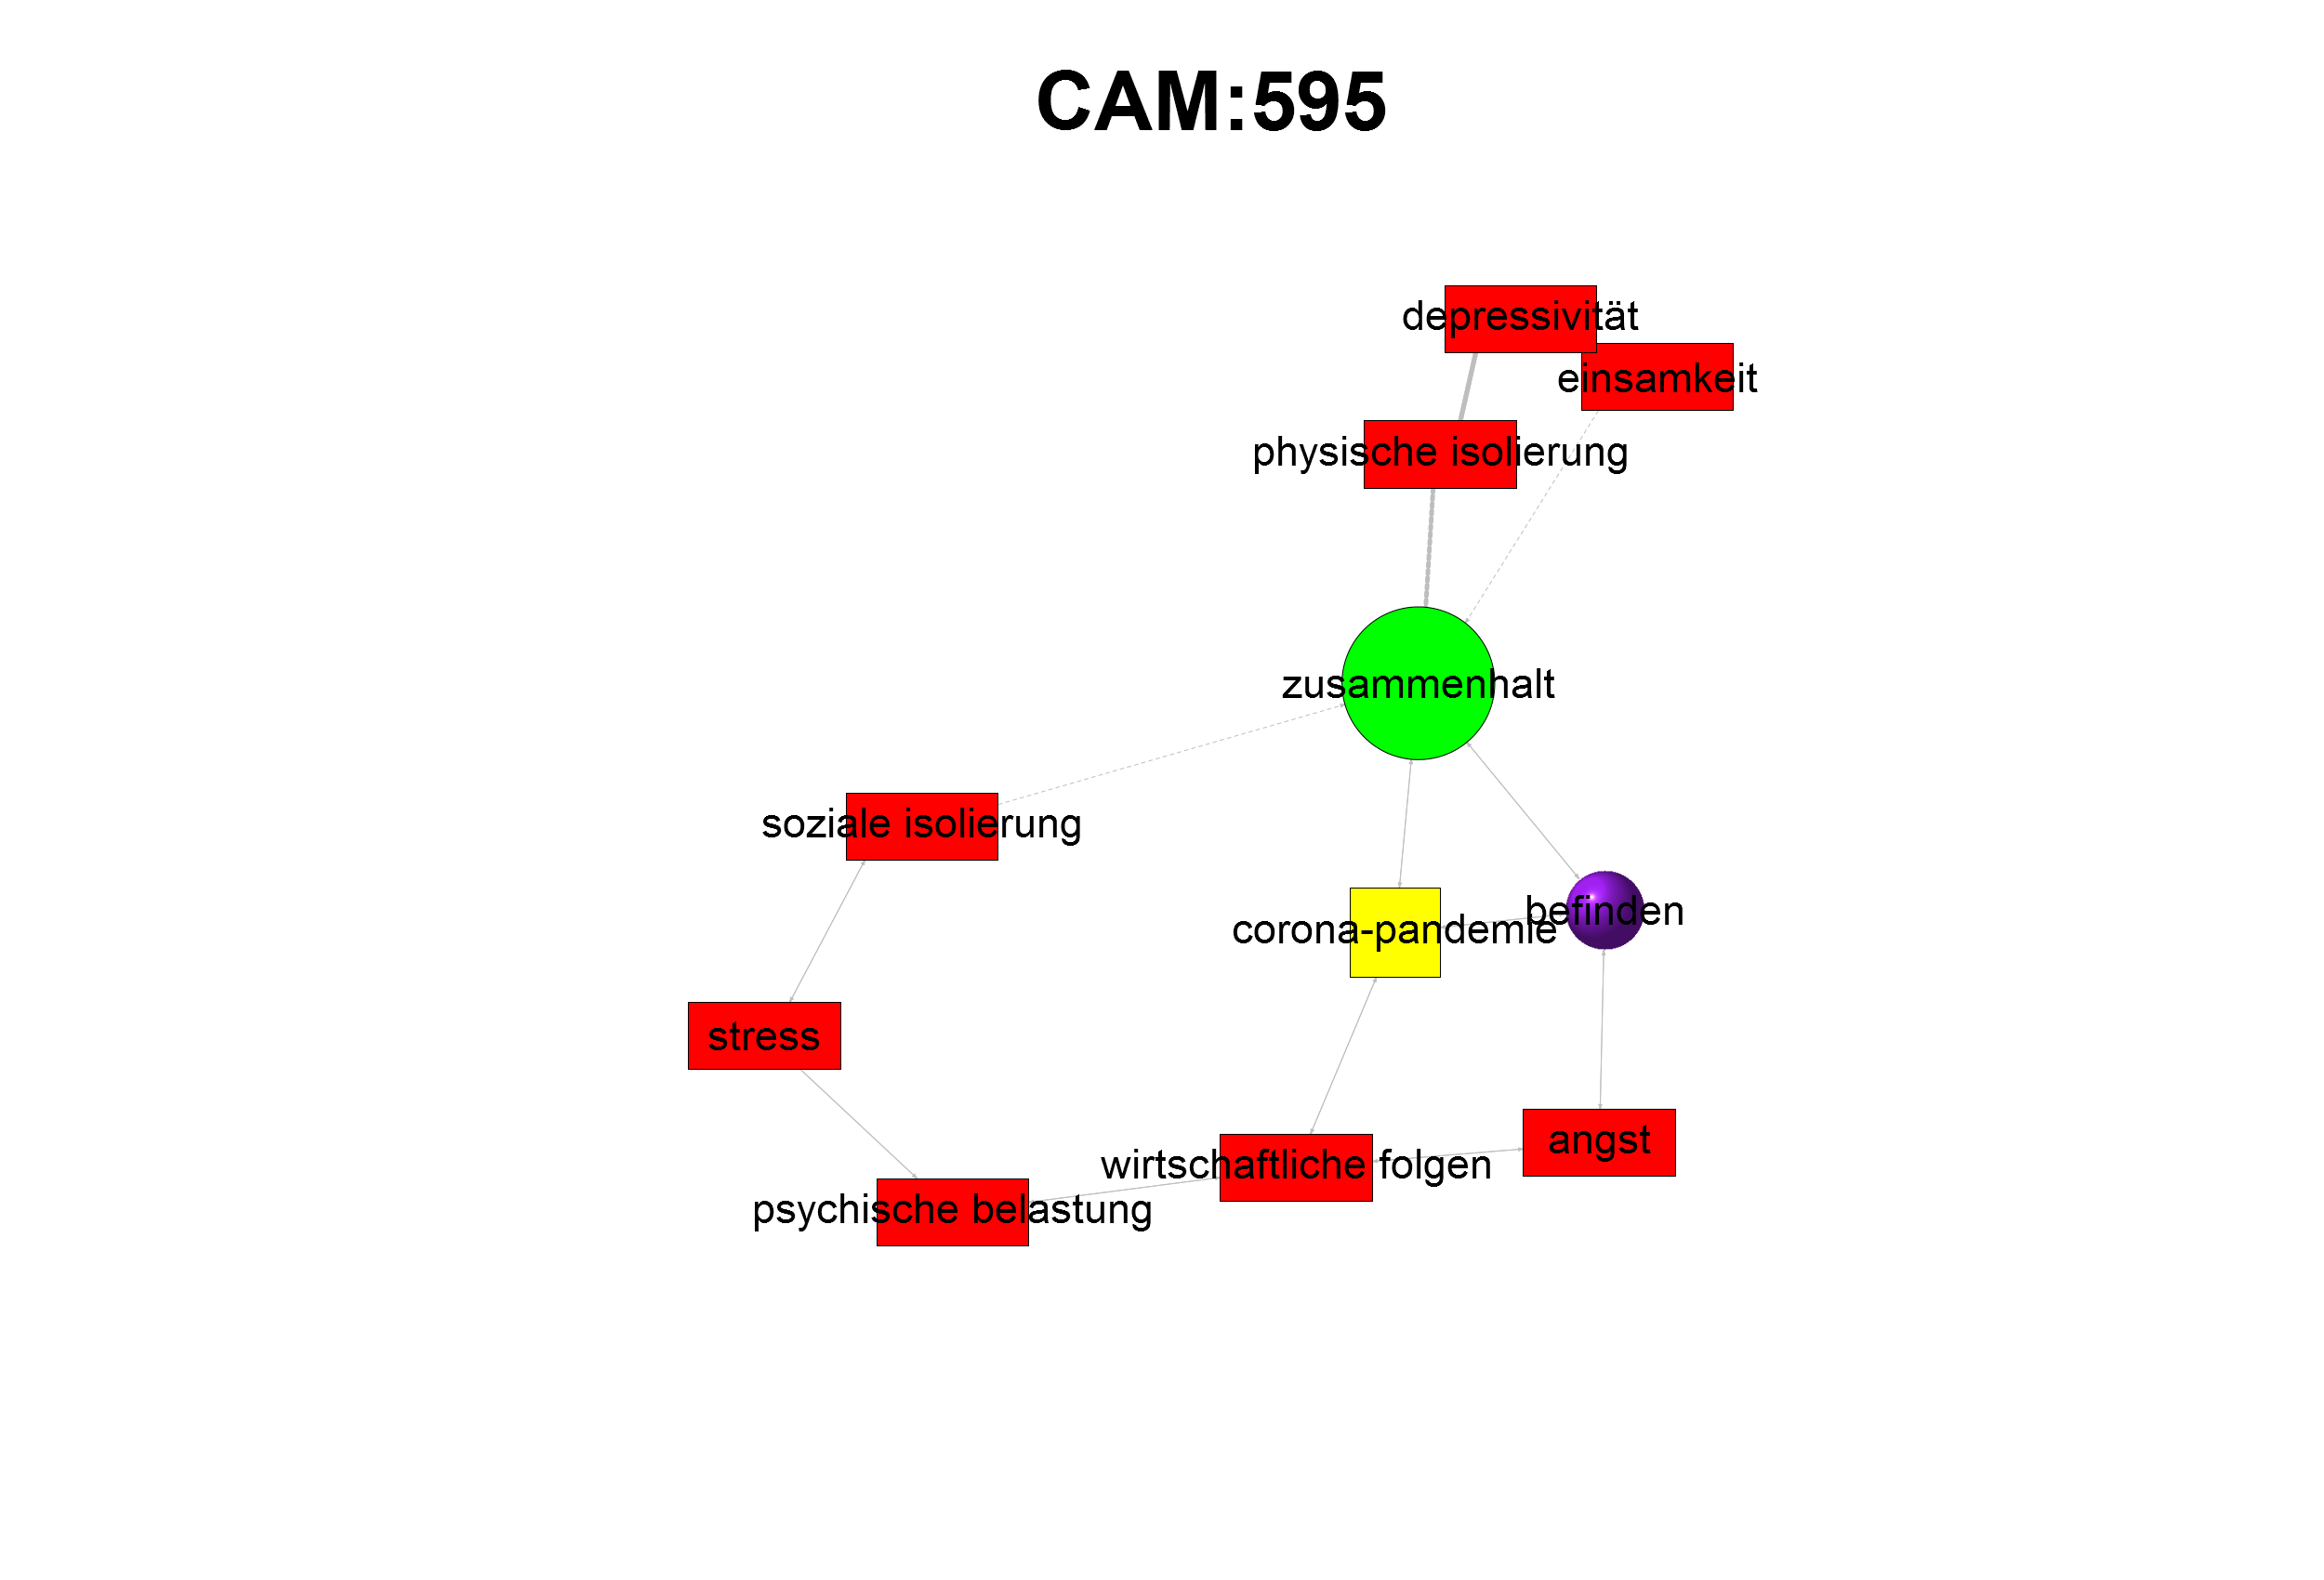 CAM:595
depressivität
einsamkeit
physische isolierung
zusammenhalt
soziale isolierung
befinden
corona-pandemie
stress
angst
wirtschaftliche folgen
psychische belastung